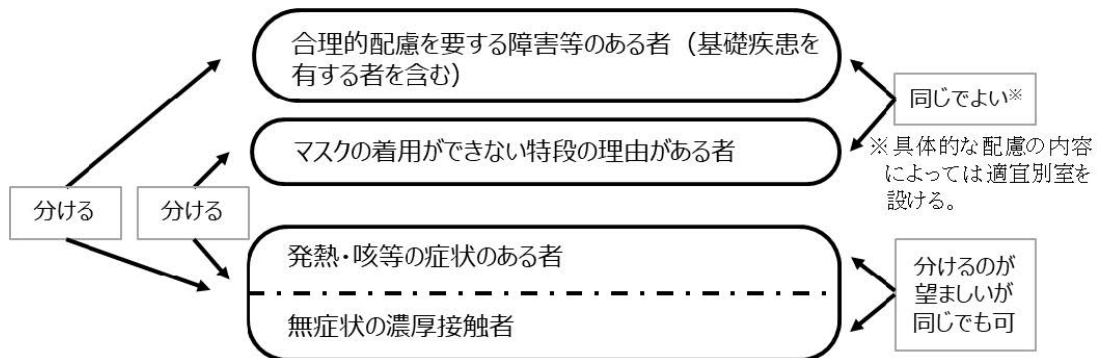 合理的配慮を要する障害等のある者（基礎疾患を
有する者を含む）
同じでよい※
マスクの着用ができない特段の理由がある者
※具体的な配慮の内容
によっては適宜別室を
設ける。
分ける
分ける
発熱・咳等の症状のある者
無症状の濃厚接触者
分けるのが
望ましいが
同じでも可